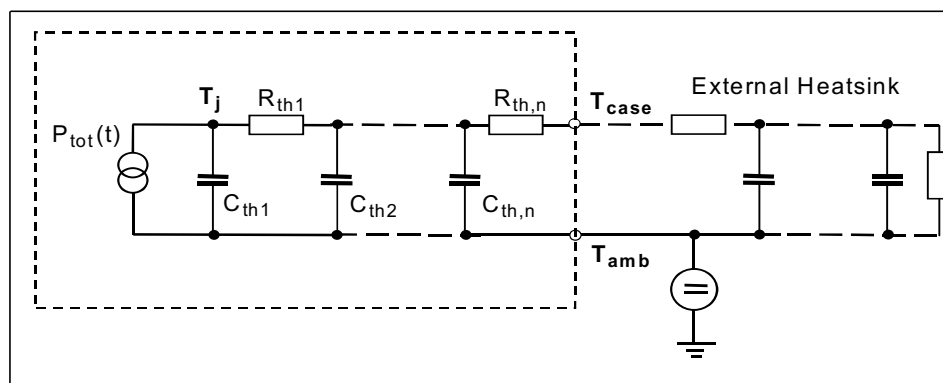 External Heatsink
T_j
R_th1
R_th,n
T_case
P_tot(t)
C_th1
C_th2
C_th,n
T_amb